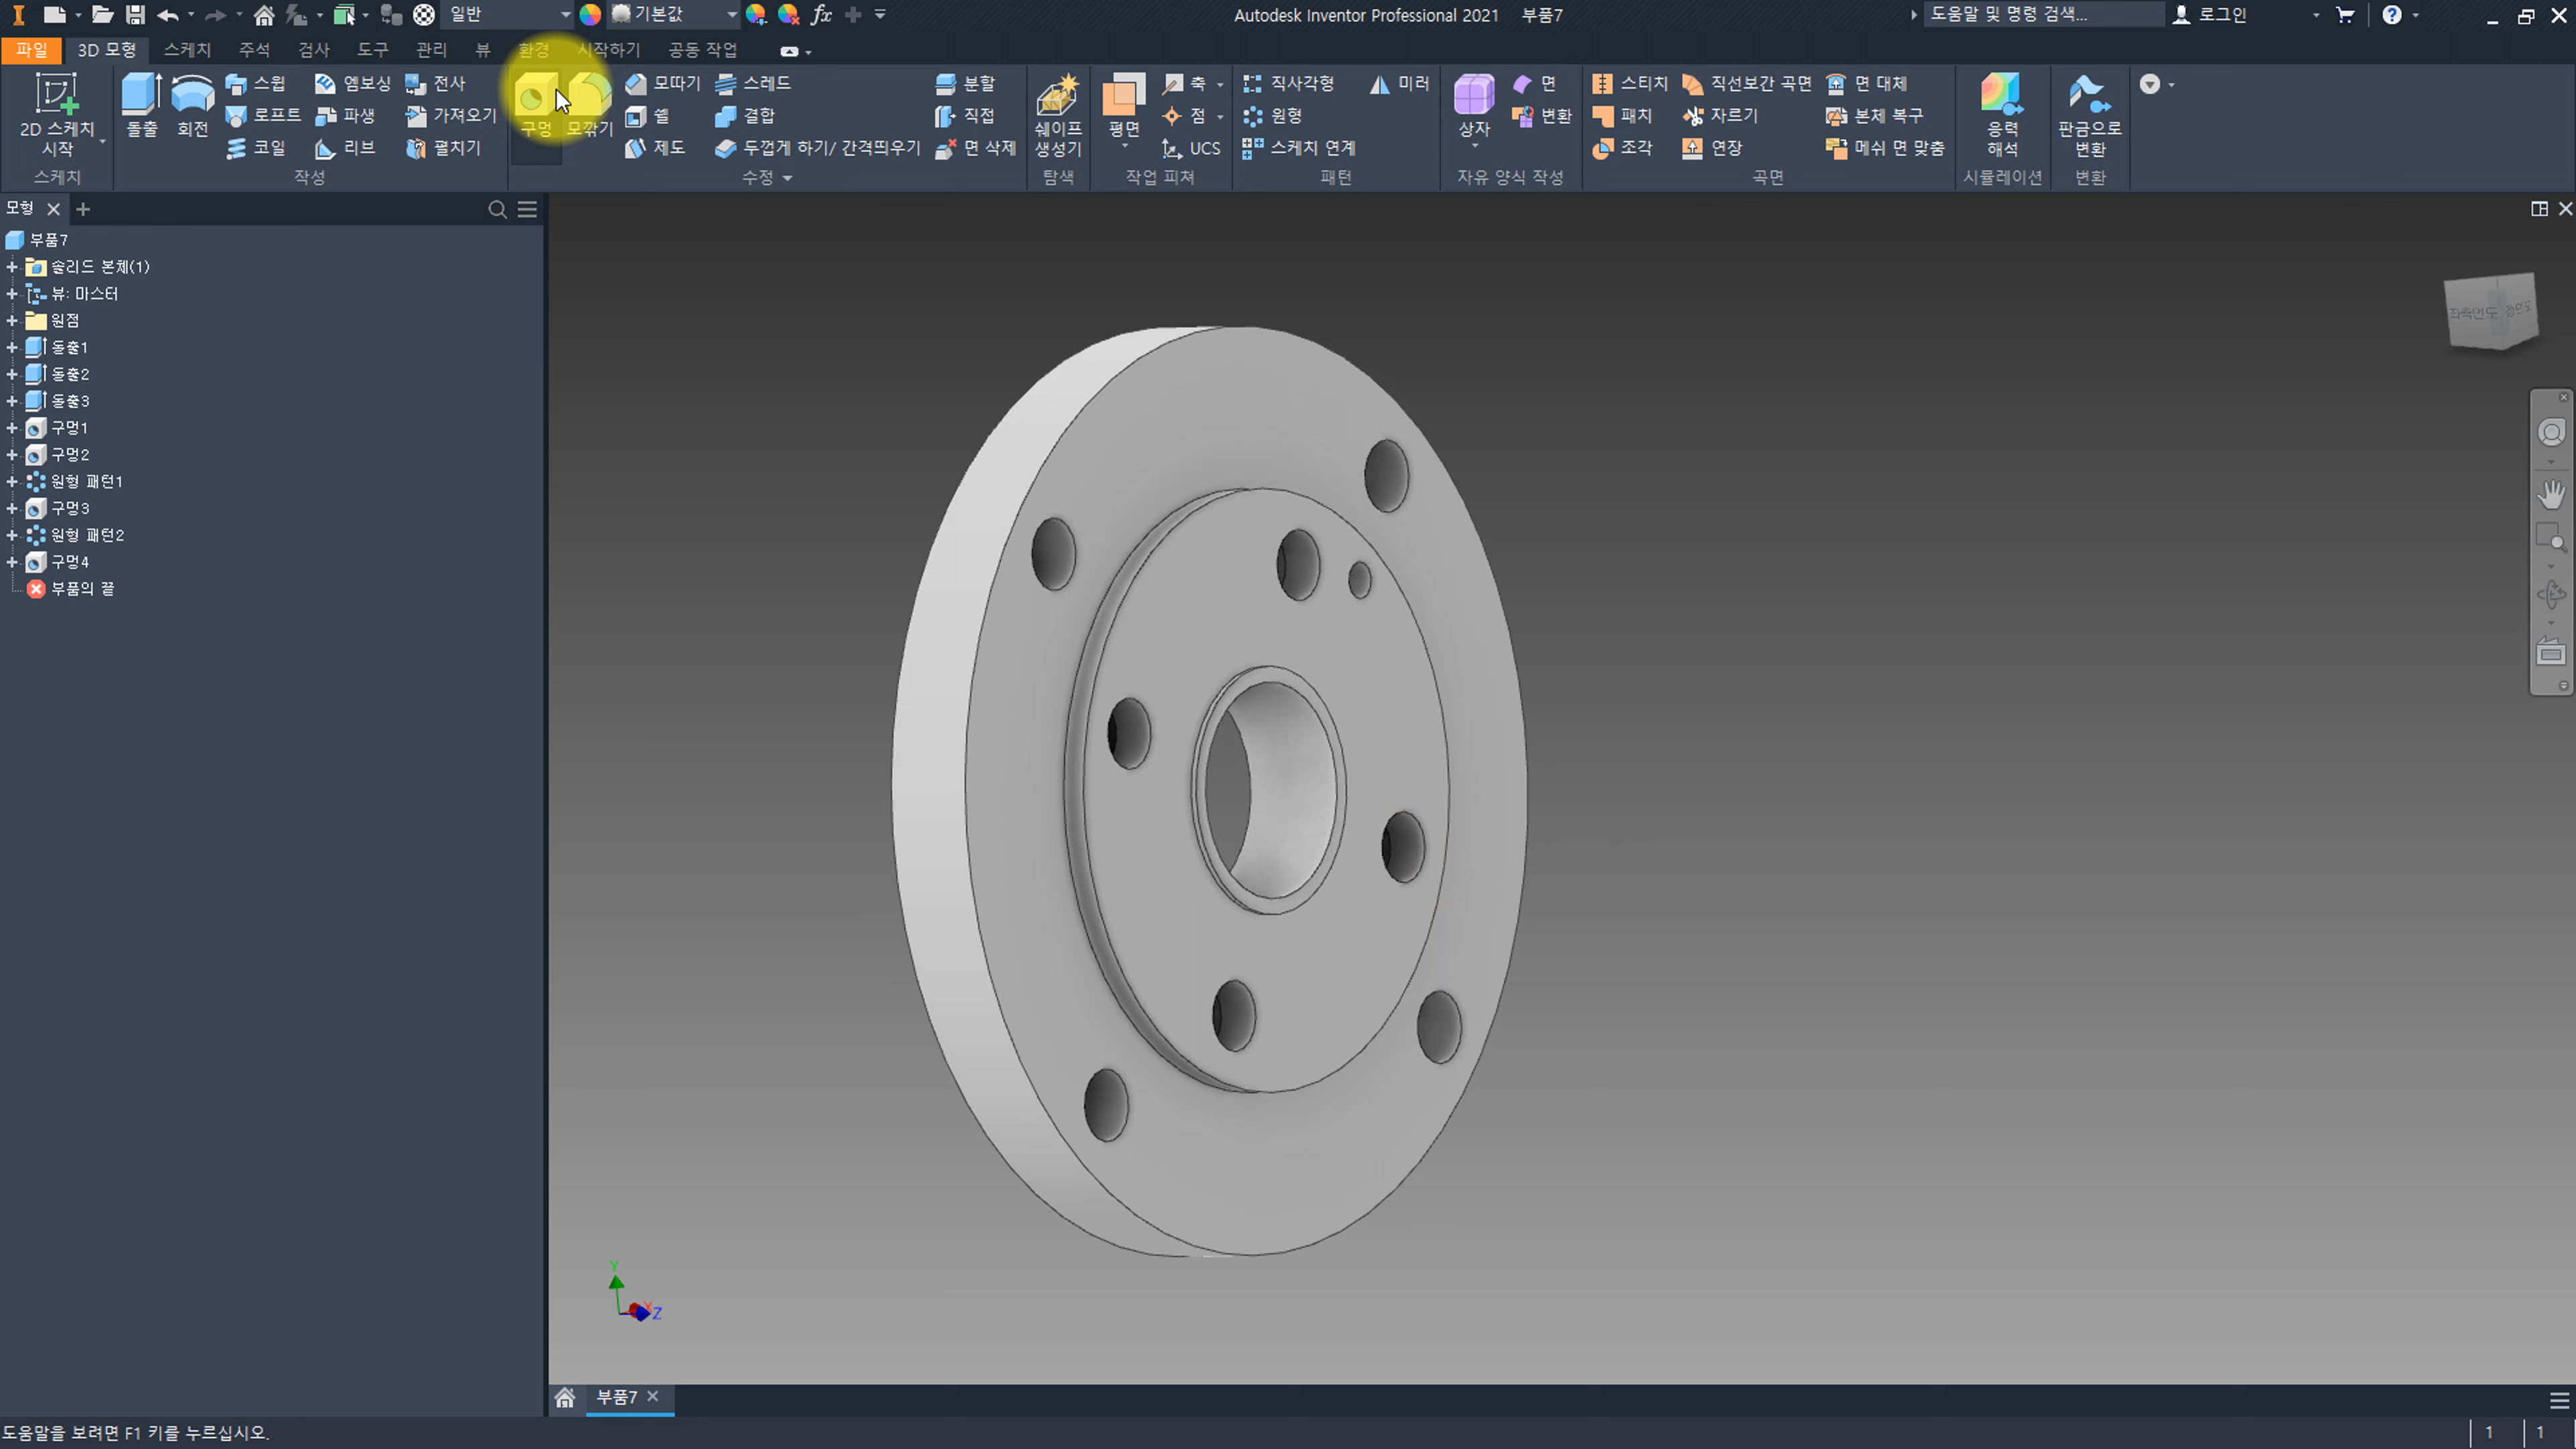 일반
기본값
fx
Autodesk Inventor Professional 2021 부품7
도움말 및 명령 검색...
로그인
파일 3D 모형 스케치 주석 검사 도구 관리 뷰 환경 시작하기 공동 작업
2D 스케치
시작
스케치
돌출
회전
스윕
로프트
코일
엠보싱
파생
리브
전사
가져오기
펼치기
작성
구멍
모깎기
모따기
쉘
제도
스레드
결합
두껍게 하기/ 간격띄우기
분할
직접
면 삭제
수정
쉐이프
생성기
탐색
평면
축
점
UCS
작업 피쳐
직사각형
원형
스케치 연계
미러
패턴
상자
면
변환
자유 양식 작성
스티치
패치
조각
직선보간 곡면
자르기
연장
면 대체
본체 복구
메쉬 면 맞춤
곡면
응력
해석
시뮬레이션
판금으로
변환
변환
모형
부품7
솔리드 본체(1)
뷰: 마스터
원점
돌출1
돌출2
돌출3
구멍1
구멍2
원형 패턴1
구멍3
원형 패턴2
구멍4
부품의 끝
좌측면도
Y
X
Z
부품7
도움말을 보려면 F1 키를 누르십시오.
1 1